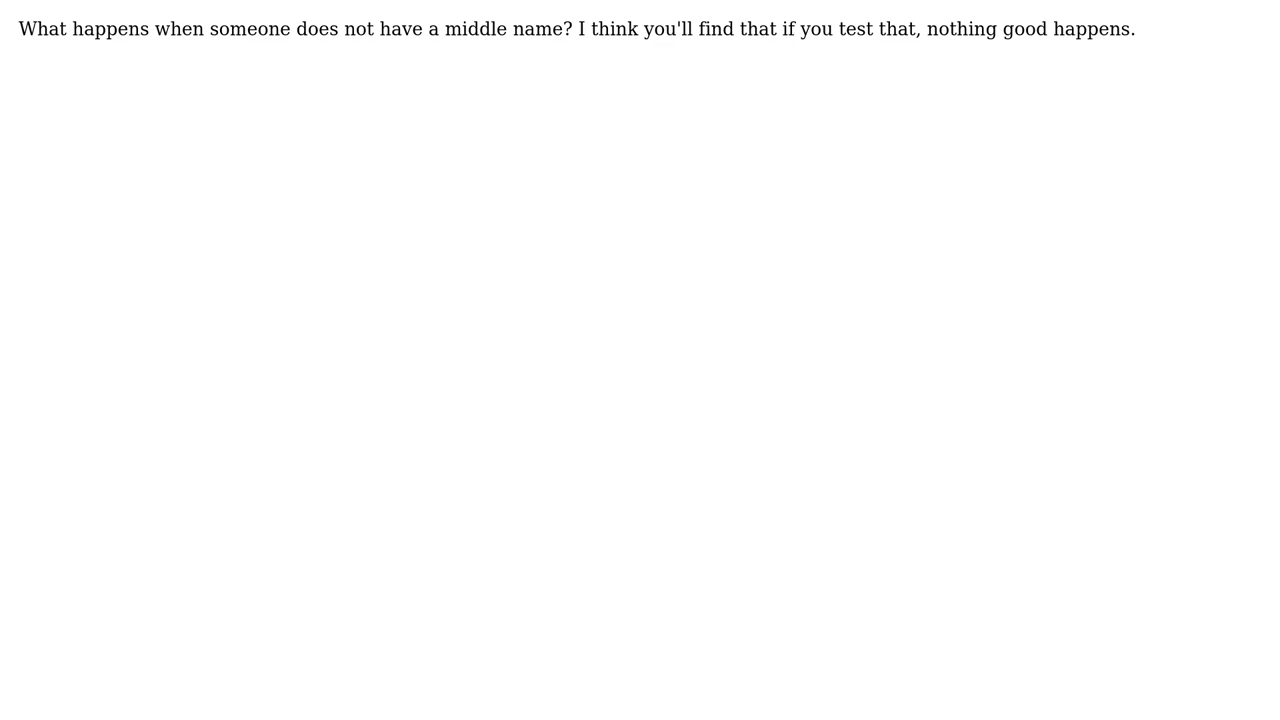 What happens when someone does not have a middle name? I think you'll find that if you test that, nothing good happens.